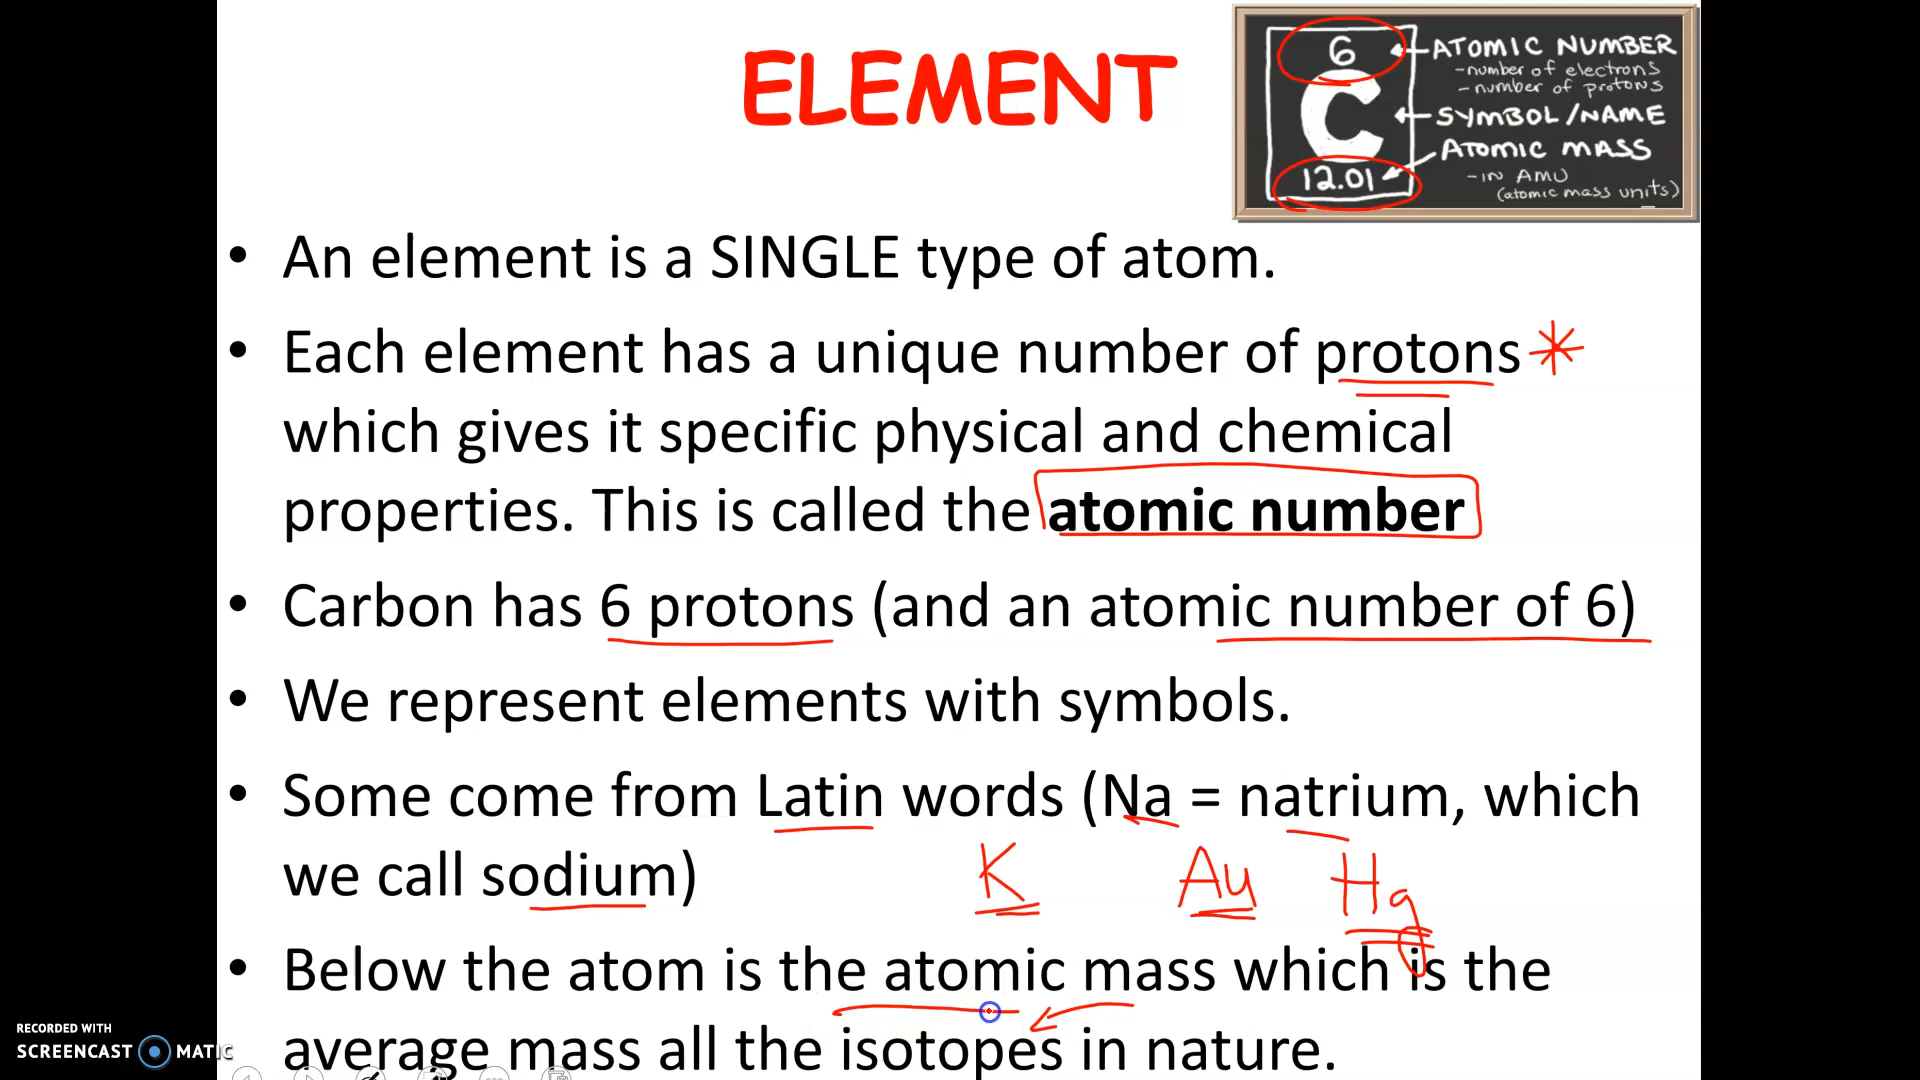 ELEMENT
6
C
12.01
ATOMIC NUMBER
-number of electrons
- number of protons
SYMBOL/NAME
ATOMIC MASS
-IN AMU
(atomic mass units)
• An element is a SINGLE type of atom.
• Each element has a unique number of protons *
which gives it specific physical and chemical
properties. This is called the atomic number
• Carbon has 6 protons (and an atomic number of 6)
• We represent elements with symbols.
• Some come from Latin words (Na = natrium, which
we call sodium)
K Au Hg
• Below the atom is the atomic mass which is the
average mass all the isotopes in nature.
RECORDED WITH
SCREENCAST MATIC